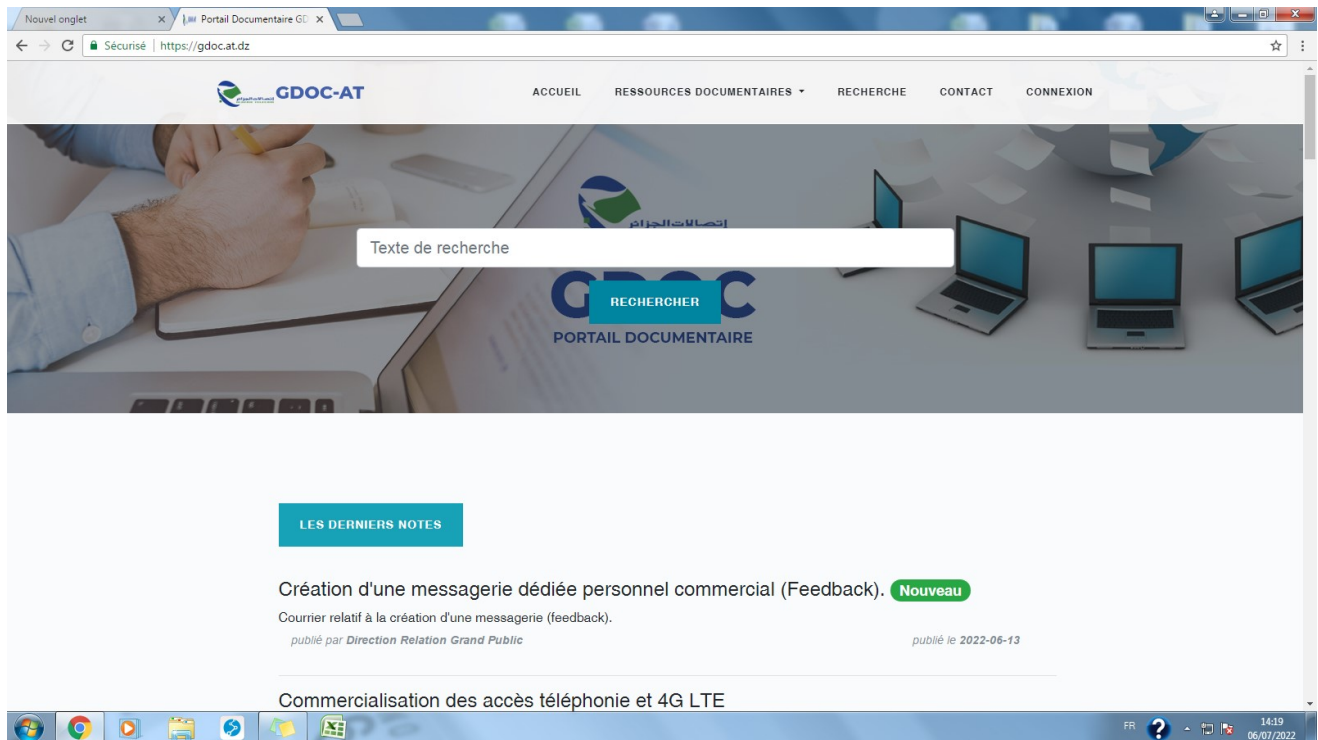 Nouvel onglet
Portail Documentaire GD
Sécurisé | https://gdoc.at.dz
GDOC-AT
ACCUEIL RESSOURCES DOCUMENTAIRES RECHERCHE CONTACT CONNEXION
إتصالات الجزائر
Texte de recherche
RECHERCHER
PORTAIL DOCUMENTAIRE
LES DERNIERS NOTES
Création d'une messagerie dédiée personnel commercial (Feedback). Nouveau
Courrier relatif à la création d'une messagerie (feedback).
publié par Direction Relation Grand Public publié le 2022-06-13
Commercialisation des accès téléphonie et 4G LTE
FR 14:19
06/07/2022